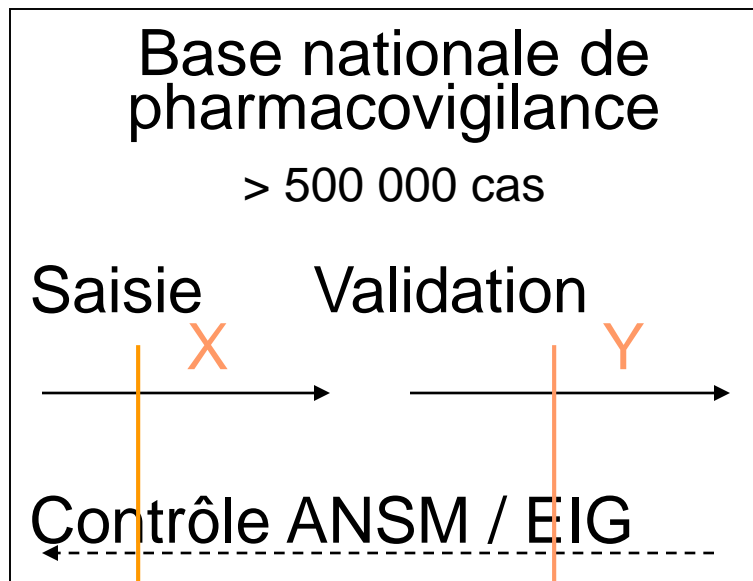 Base nationale de
pharmacovigilance
> 500 000 cas
Saisie Validation
X Y
Contrôle ANSM / EIG